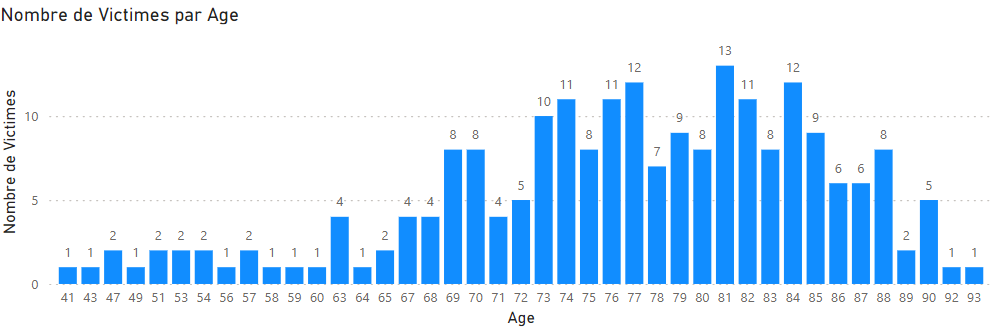 Nombre de Victimes par Age
Nombre de Victimes
10
5
0
1 1 2 1 2 2 2 1 2 1 1 1 4 1 2 4 4 8 8 4 5 10 11 8 11 12 7 9 8 13 11 8 12 9 6 6 8 2 5 1 1
41 43 47 49 51 53 54 56 57 58 59 60 63 64 65 67 68 69 70 71 72 73 74 75 76 77 78 79 80 81 82 83 84 85 86 87 88 89 90 92 93
Age